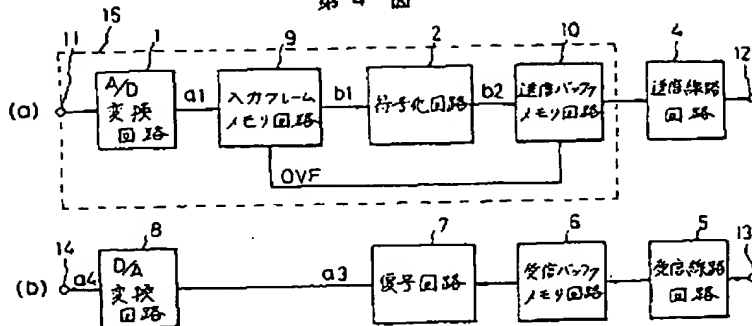 第 4 図
15
11
1
9
2
10
4
12
(a)
A/D
変換
回路
a1
入力フレーム
メモリ回路
b1
符号化回路
b2
送信バッファ
メモリ回路
送信線路
回路
OVF
8
7
6
5
14
13
(b)
a4
D/A
変換
回路
a3
復号回路
受信バッファ
メモリ回路
受信線路
回路